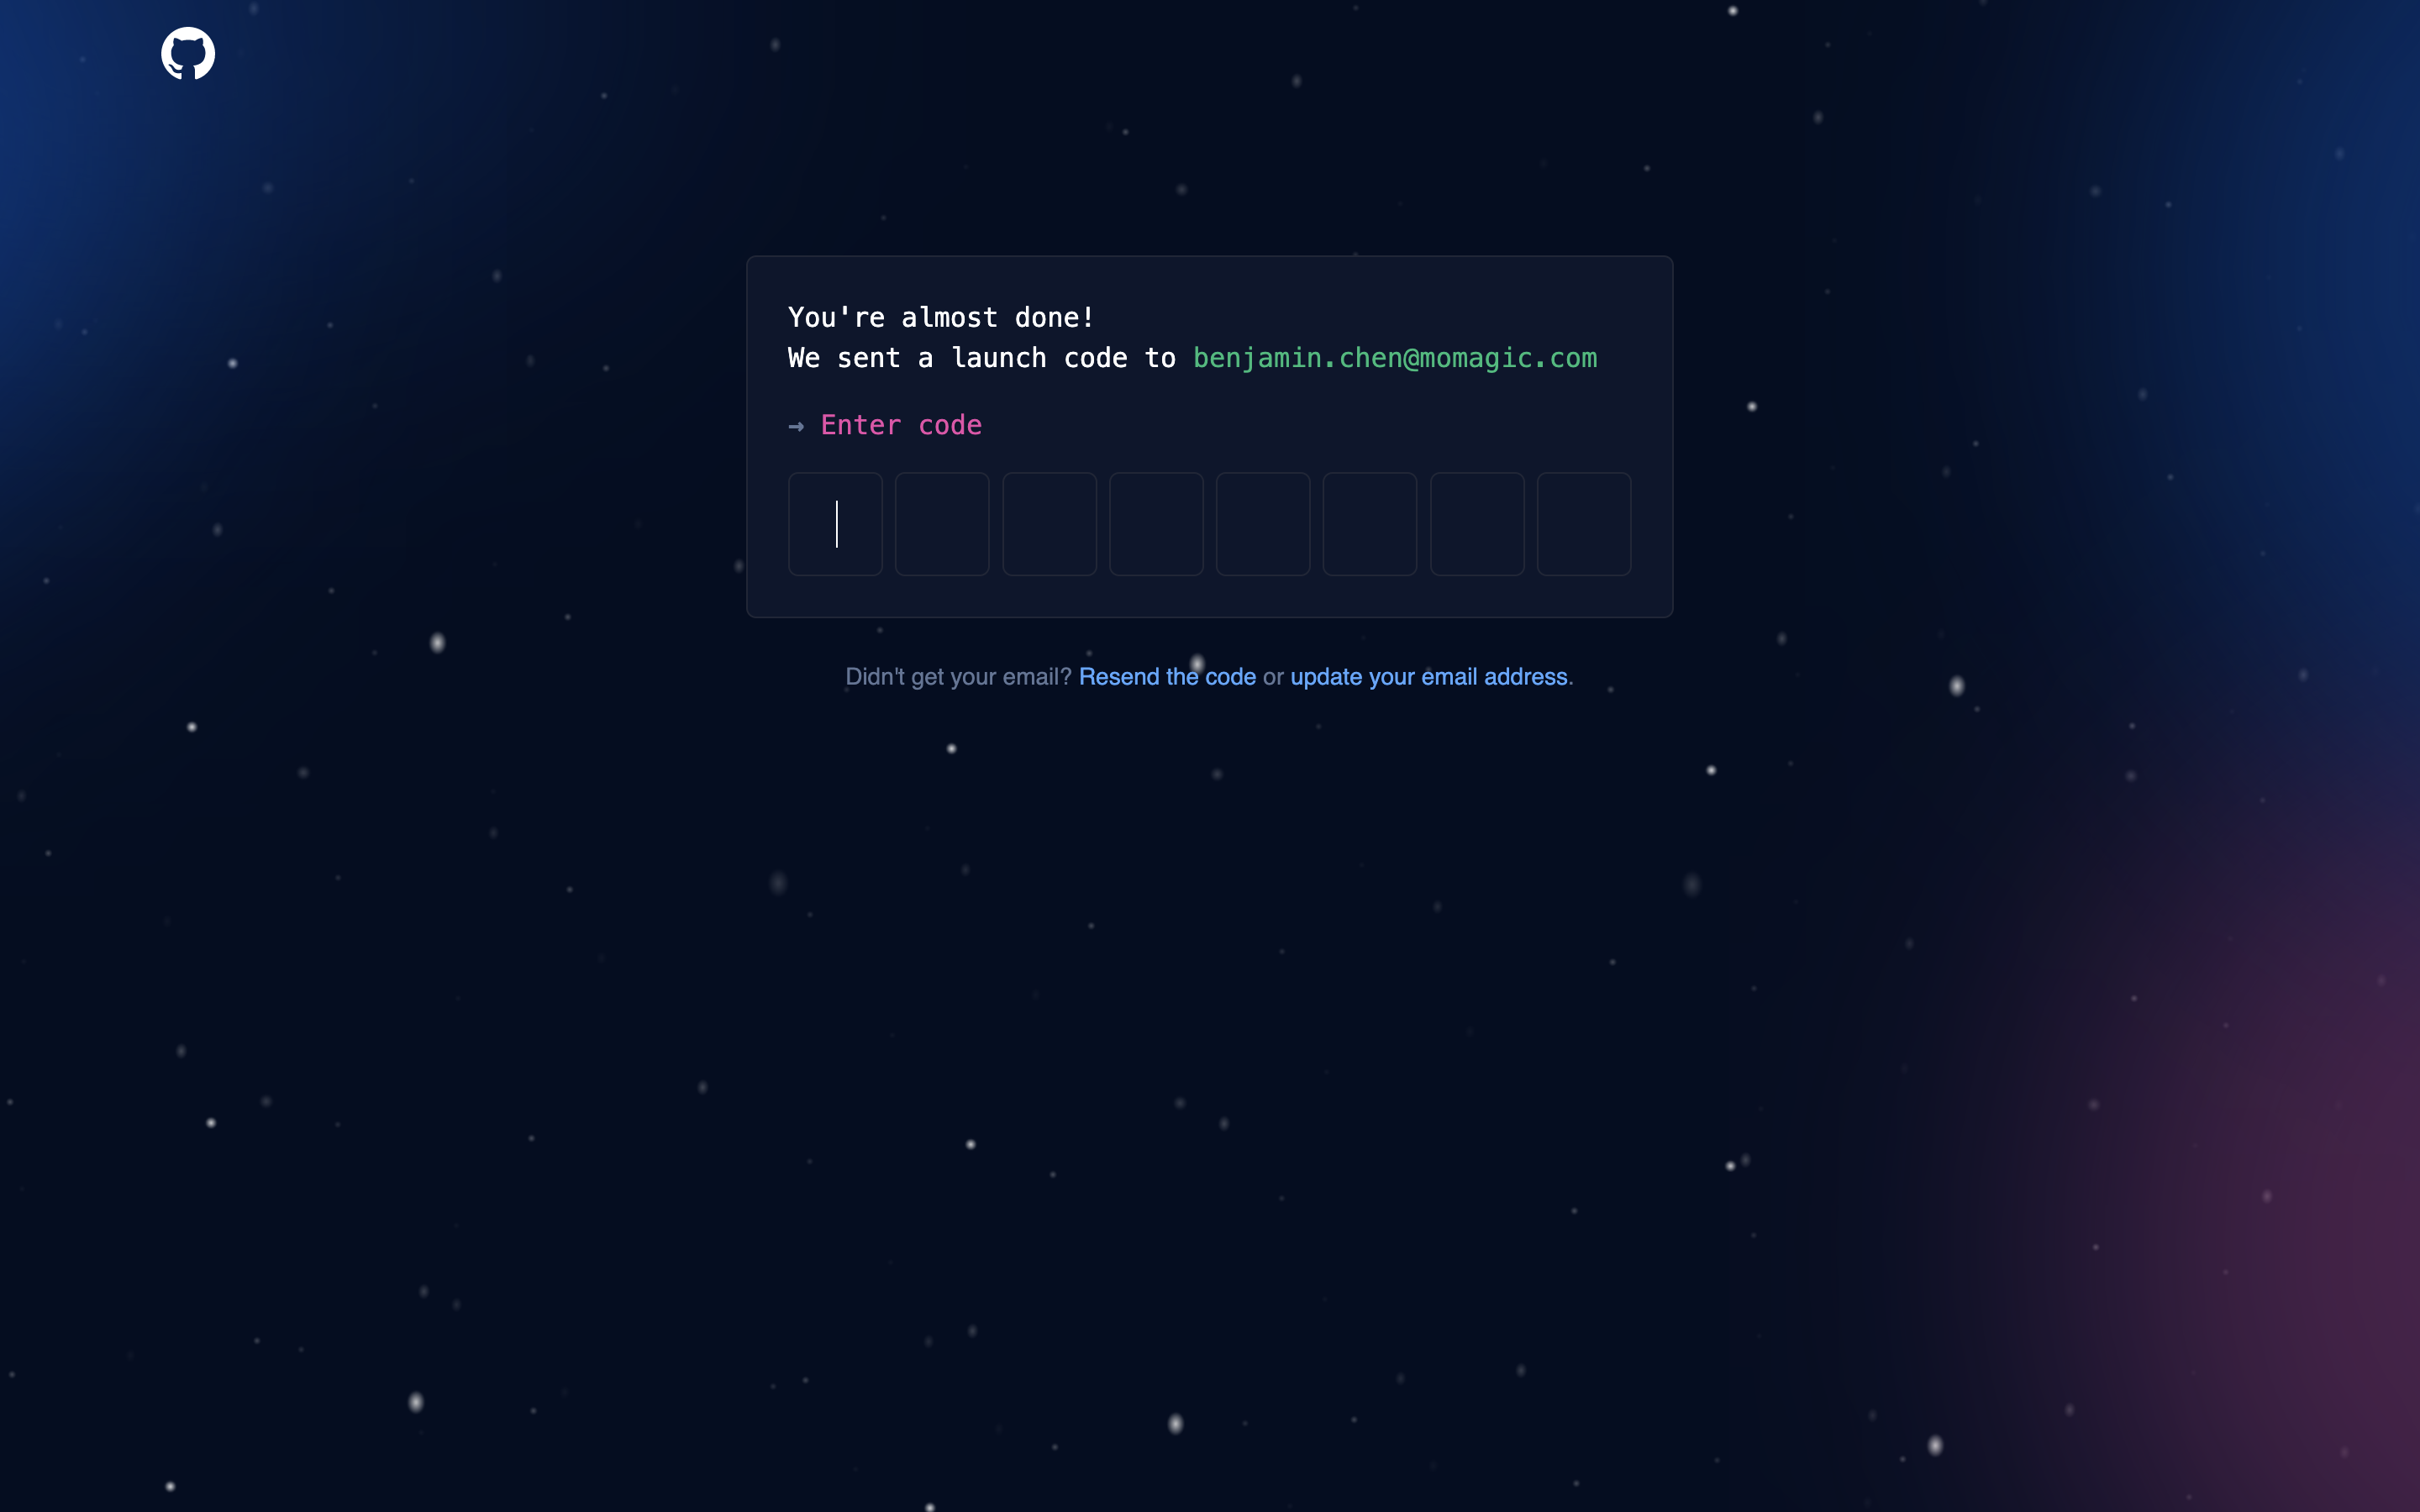 You're almost done!
We sent a launch code to benjamin.chen@momagic.com
→ Enter code
Didn't get your email? Resend the code or update your email address.